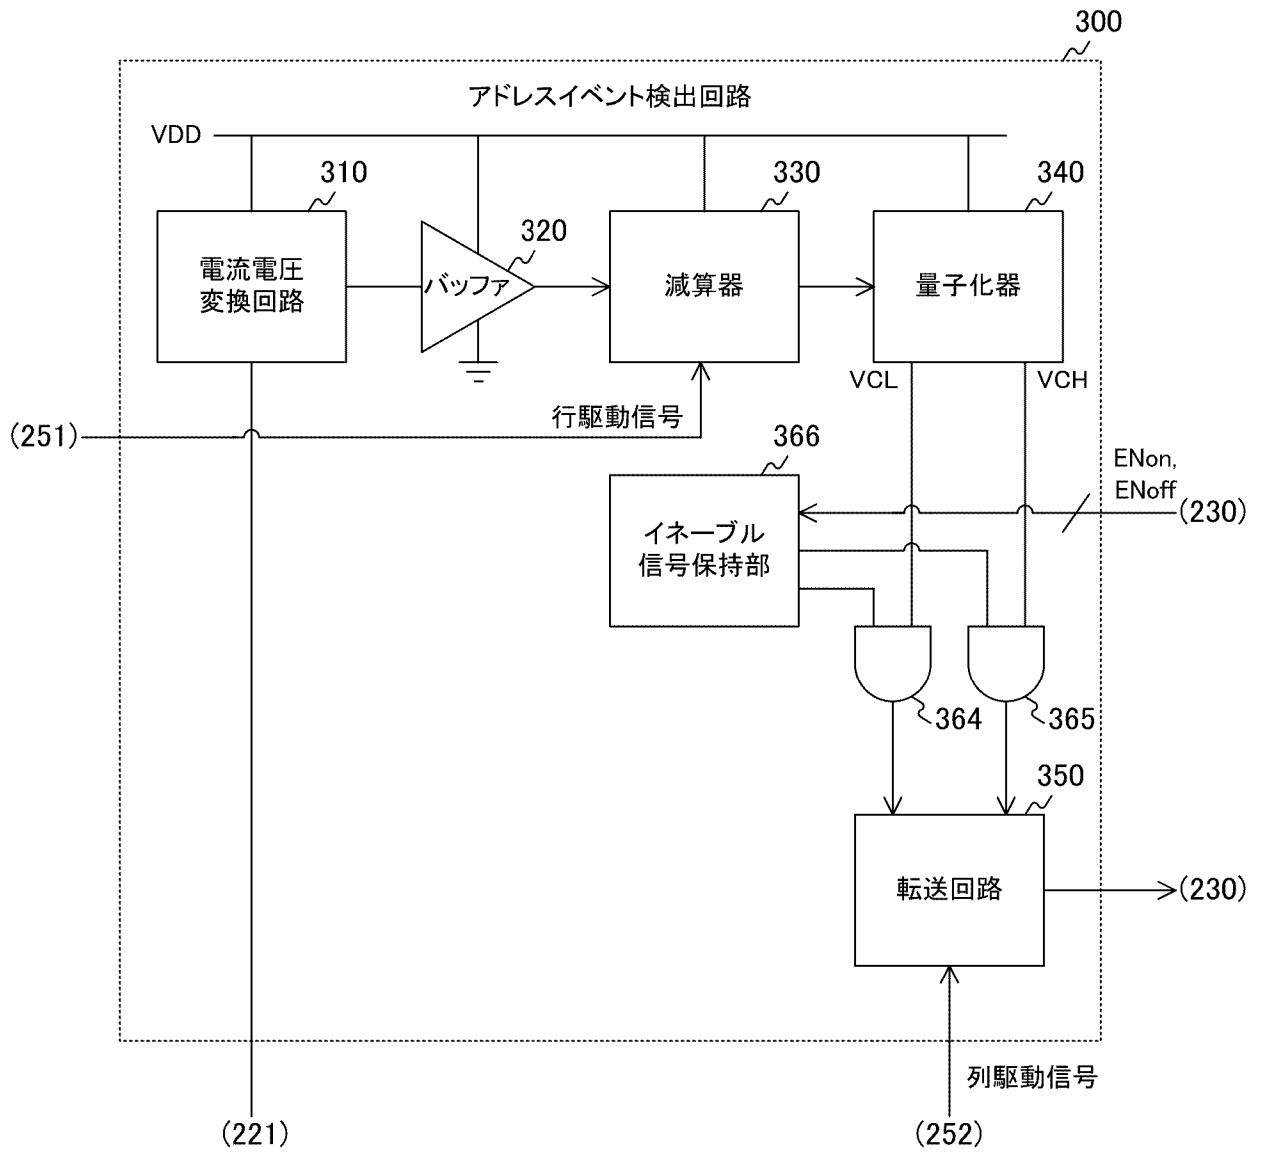 300
アドレスイベント検出回路
VDD
310
320
330
340
電流電圧
変換回路
バッファ
減算器
量子化器
VCL
VCH
行駆動信号
(251)
366
ENon,
ENoff
(230)
イネーブル
信号保持部
364
365
350
転送回路
(230)
列駆動信号
(221)
(252)